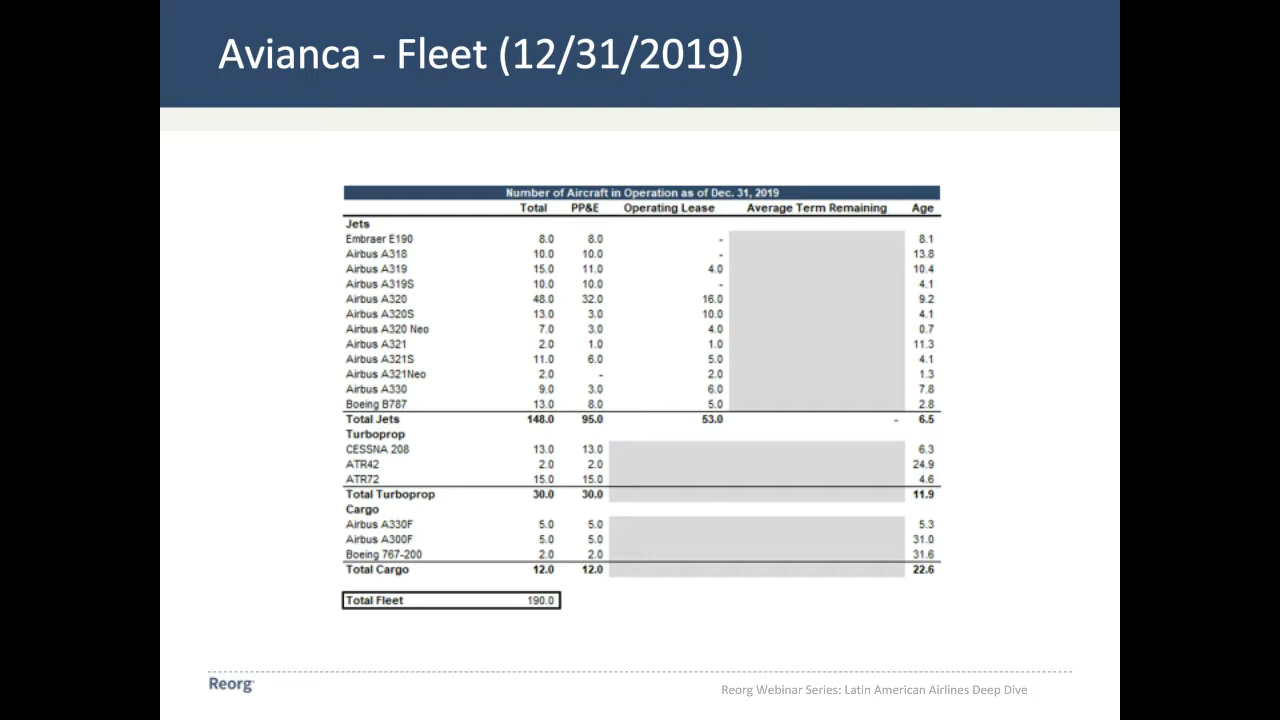 Avianca - Fleet (12/31/2019)
Number of Aircraft in Operation as of Dec. 31, 2019
Total PP&E Operating Lease Average Term Remaining Age
Jets
Embraer E190 8.0 8.0 - 8.1
Airbus A318 10.0 10.0 - 13.8
Airbus A319 15.0 11.0 4.0 10.4
Airbus A319S 10.0 10.0 - 4.1
Airbus A320 48.0 32.0 16.0 9.2
Airbus A320S 13.0 3.0 10.0 4.1
Airbus A320 Neo 7.0 3.0 4.0 0.7
Airbus A321 2.0 1.0 1.0 11.3
Airbus A321S 11.0 6.0 5.0 4.1
Airbus A321Neo 2.0 - 2.0 1.3
Airbus A330 9.0 3.0 6.0 7.8
Boeing B787 13.0 8.0 5.0 2.8
Total Jets 148.0 95.0 53.0 - 6.5
Turboprop
CESSNA 208 13.0 13.0 6.3
ATR42 2.0 2.0 24.9
ATR72 15.0 15.0 4.6
Total Turboprop 30.0 30.0 11.9
Cargo
Airbus A330F 5.0 5.0 5.3
Airbus A300F 5.0 5.0 31.0
Boeing 767-200 2.0 2.0 31.6
Total Cargo 12.0 12.0 22.6
Total Fleet 190.0
Reorg
Reorg Webinar Series: Latin American Airlines Deep Dive